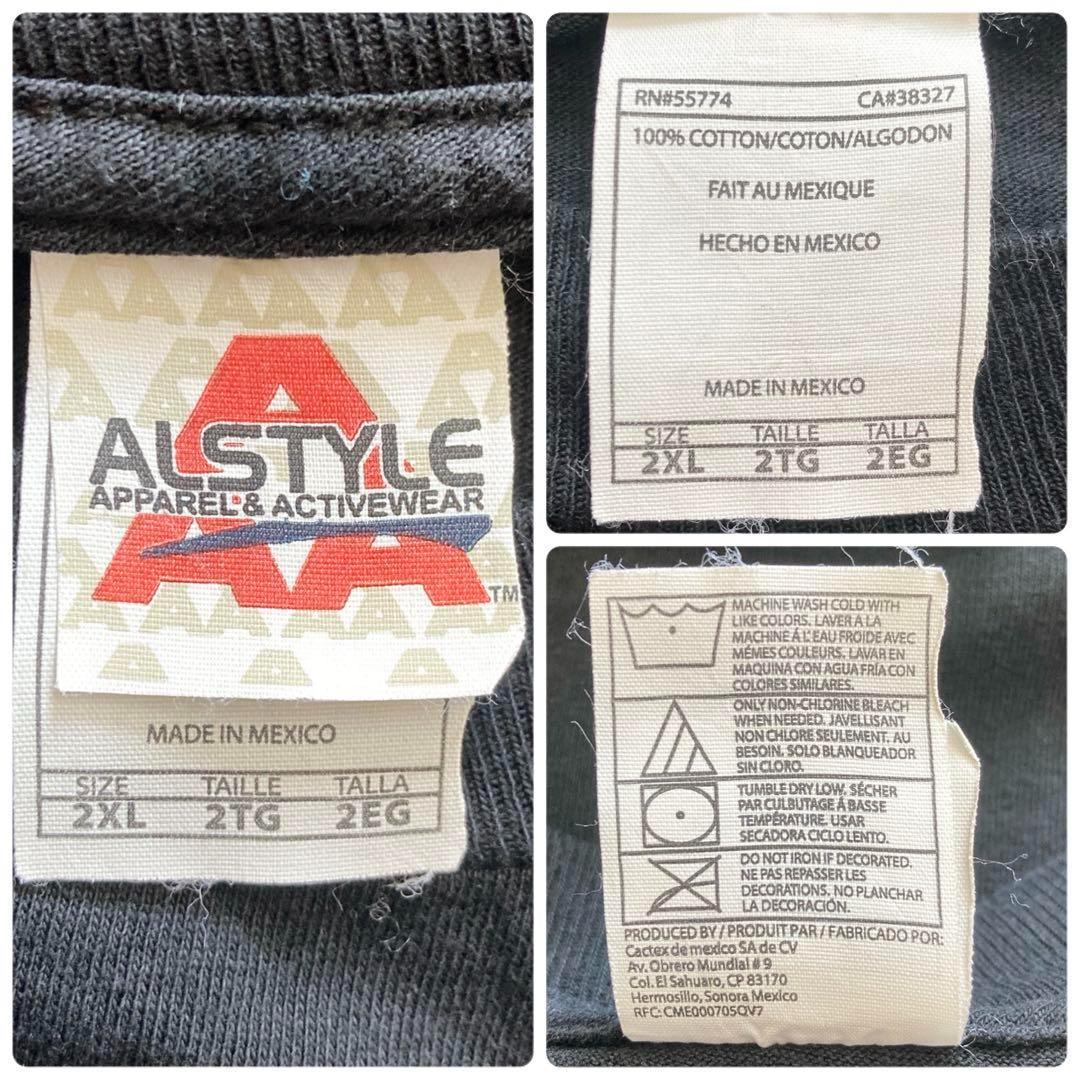 ALSTYLE
APPAREL & ACTIVEWEAR
TM
MADE IN MEXICO
SIZE TAILLE TALLA
2XL 2TG 2EG
RN#55774 CA#38327
100% COTTON/COTON/ALGODON
FAIT AU MEXIQUE
HECHO EN MEXICO
MADE IN MEXICO
SIZE TAILLE TALLA
2XL 2TG 2EG
MACHINE WASH COLD WITH
LIKE COLORS. LAVER A LA
MACHINE Á L'EAU FROIDE AVEC
MÊMES COULEURS. LAVAR EN
MAQUINA CON AGUA FRÍA CON
COLORES SIMILARES.
ONLY NON-CHLORINE BLEACH
WHEN NEEDED. JAVELLISANT
NON CHLORE SEULEMENT. AU
BESOIN. SOLO BLANQUEADOR
SIN CLORO.
TUMBLE DRY LOW. SÉCHER
PAR CULBUTAGE Á BASSE
TEMPÉRATURE. USAR
SECADORA CICLO LENTO.
DO NOT IRON IF DECORATED.
NE PAS REPASSER LES
DECORATIONS. NO PLANCHAR
LA DECORACIÓN.
PRODUCED BY / PRODUIT PAR / FABRICADO POR:
Cactex de mexico SA de CV
Av. Obrero Mundial # 9
Col. El Sahuaro, CP 83170
Hermosillo, Sonora Mexico
RFC: CME000705QV7